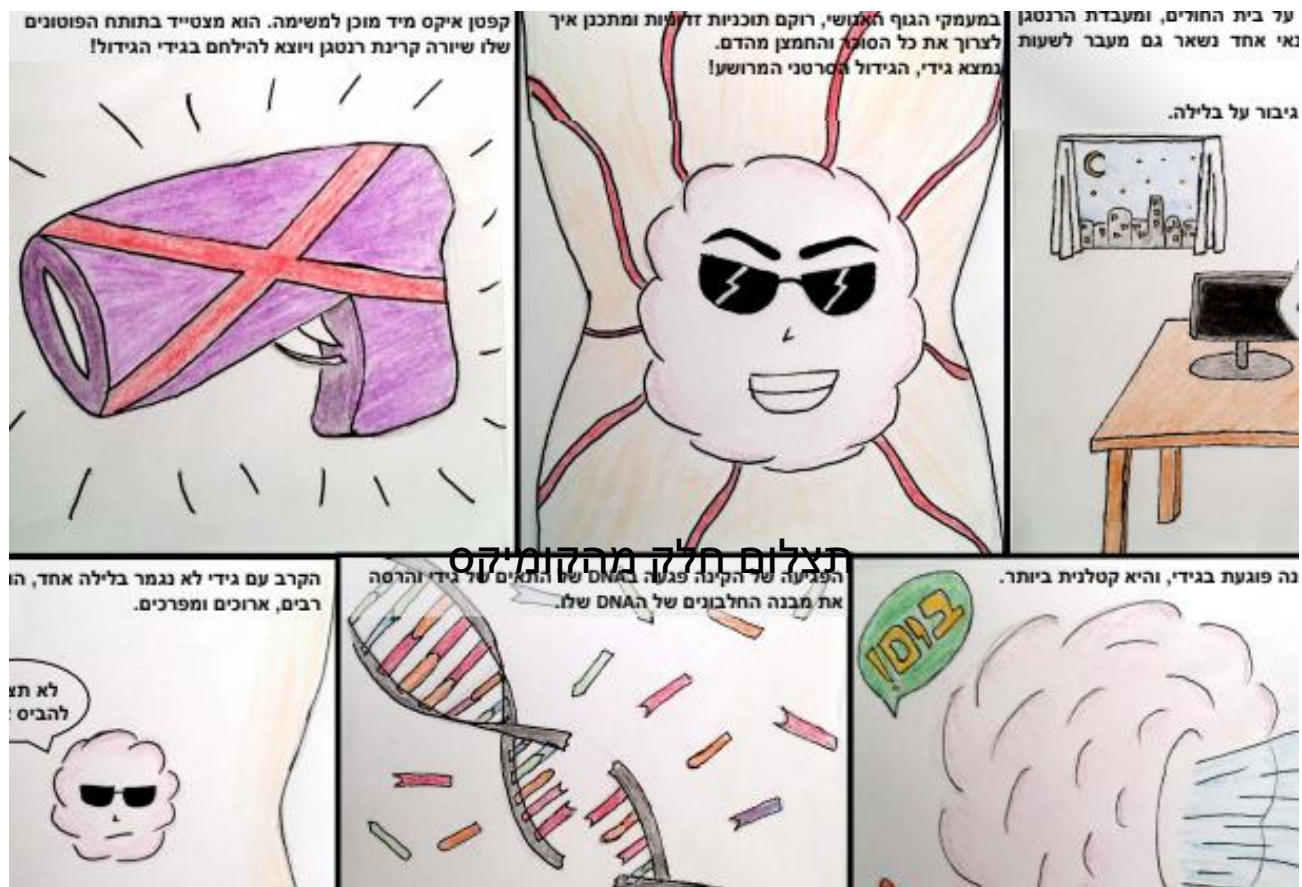 על בית החולים, ומעבדת הרנטגן
אחד נשאר גם מעבר לשעות
גיבור על בלילה.
במעמקי הגוף האנושי, רוקם תוכניות זדוניות ומתכנן איך
לצרוך את כל הסוכר והחמצן מהדם.
נמצא גידי, הגידול הסרטני המרושע!
קפטן איקס מיד מוכן למשימה. הוא מצטייד בתותח הפוטונים
שלו שיורה קרינת רנטגן ויוצא להילחם בגידי הגידול!
תצלום חלק מהקומיקס
פוגעת בגידי, והיא קטלנית ביותר.
בום!
הפגיעה של הקינה פגעה בDNA של התאים של גידי והרסה
את מבנה החלבונים של הDNA שלו.
הקרב עם גידי לא נגמר בלילה אחד,
רבים, ארוכים ומפרכים.
לא
להביס